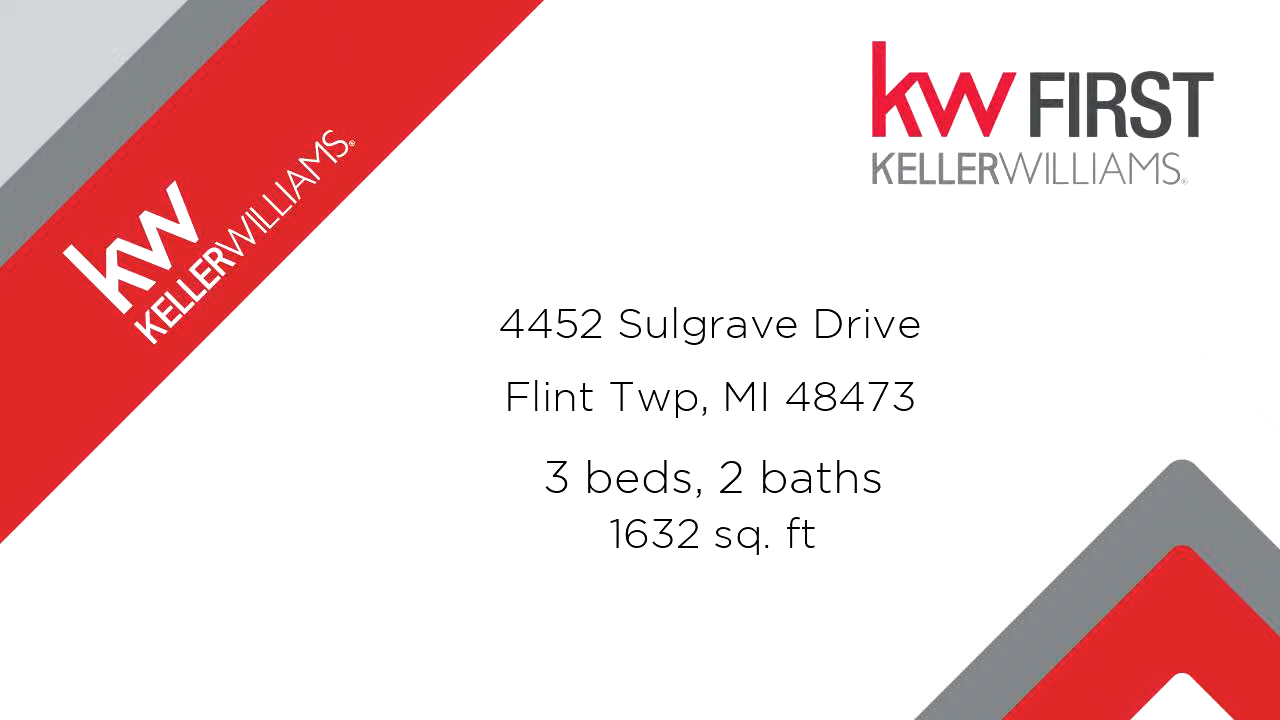 kw
KELLERWILLIAMS®
kw FIRST
KELLERWILLIAMS®
4452 Sulgrave Drive
Flint Twp, MI 48473
3 beds, 2 baths
1632 sq. ft